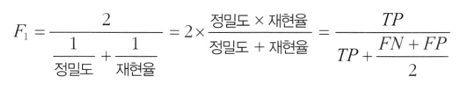 F₁ = 2 / (1/정밀도 + 1/재현율) = 2 × (정밀도 × 재현율) / (정밀도 + 재현율) = TP / (TP + (FN + FP)/2)